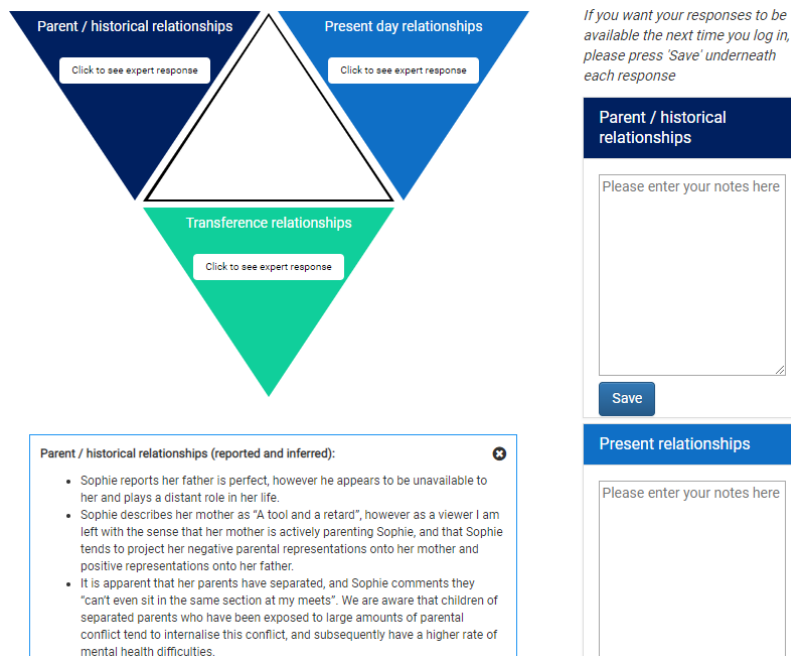 Parent / historical relationships
Click to see expert response
Present day relationships
Click to see expert response
Transference relationships
Click to see expert response
Parent / historical relationships (reported and inferred):
• Sophie reports her father is perfect, however he appears to be unavailable to
her and plays a distant role in her life.
• Sophie describes her mother as “A tool and a retard”, however as a viewer I am
left with the sense that her mother is actively parenting Sophie, and that Sophie
tends to project her negative parental representations onto her mother and
positive representations onto her father.
• It is apparent that her parents have separated, and Sophie comments they
“can’t even sit in the same section at my meets”. We are aware that children of
separated parents who have been exposed to large amounts of parental
conflict tend to internalise this conflict, and subsequently have a higher rate of
mental health difficulties.
If you want your responses to be
available the next time you log in,
please press 'Save' underneath
each response
Parent / historical
relationships
Please enter your notes here
Save
Present relationships
Please enter your notes here